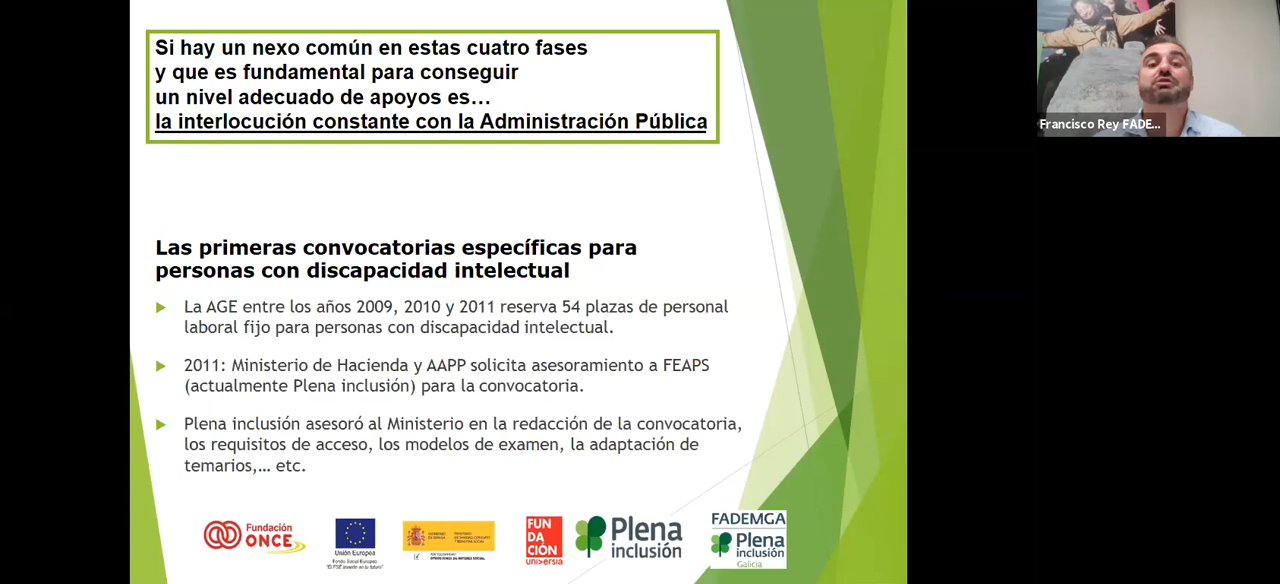 Si hay un nexo común en estas cuatro fases
y que es fundamental para conseguir
un nivel adecuado de apoyos es…
la interlocución constante con la Administración Pública
Francisco Rey FADE...
Las primeras convocatorias específicas para
personas con discapacidad intelectual
La AGE entre los años 2009, 2010 y 2011 reserva 54 plazas de personal
laboral fijo para personas con discapacidad intelectual.
2011: Ministerio de Hacienda y AAPP solicita asesoramiento a FEAPS
(actualmente Plena inclusión) para la convocatoria.
Plena inclusión asesoró al Ministerio en la redacción de la convocatoria,
los requisitos de acceso, los modelos de examen, la adaptación de
temarios,… etc.
Fundación
ONCE
Unión Europea
Fondo Social Europeo
FUN
DA
CIÓN
UNIVERSIA
Plena
inclusión
FADEMGA
Plena
inclusión
Galicia